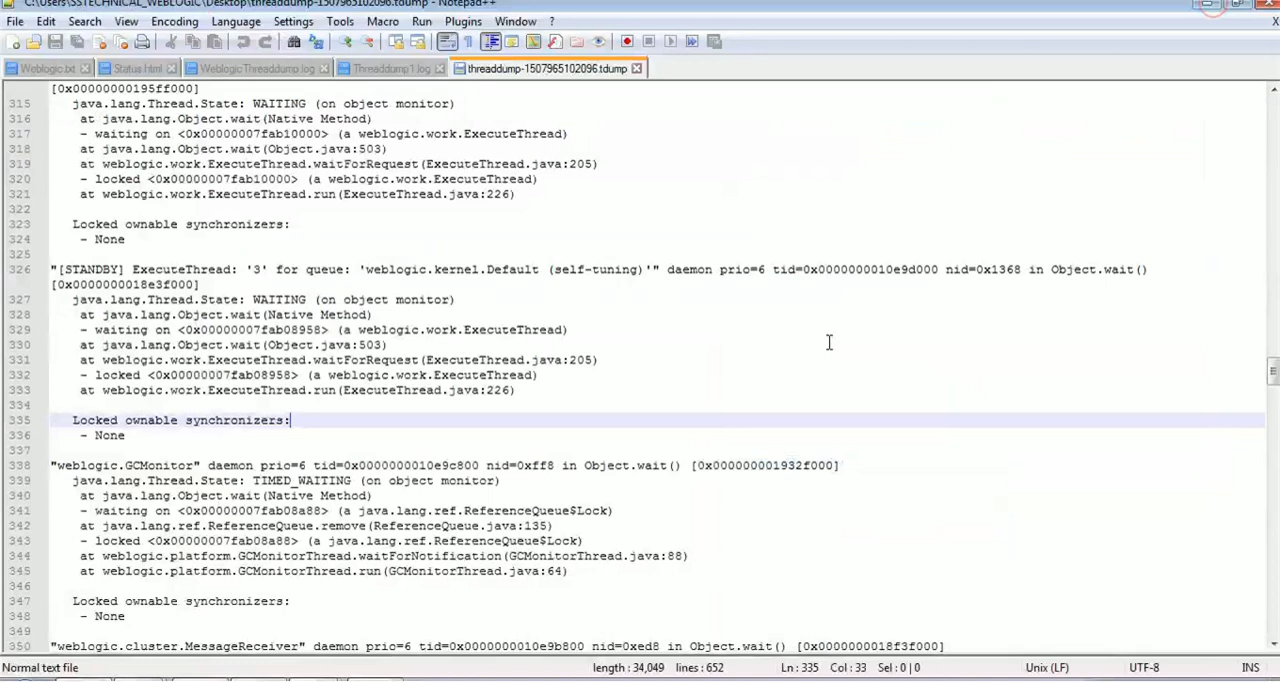 C:\Users\SSTECHNICAL_WEBLOGIC\Desktop\threaddump-1507965102096.tdump - Notepad++
File Edit Search View Encoding Language Settings Tools Macro Run Plugins Window ? X
Weblogic.txt Status.html Weblogic Threaddump.log Threaddump1.log threaddump-1507965102096.tdump
[0x00000000195ff000]
315 java.lang.Thread.State: WAITING (on object monitor)
316 at java.lang.Object.wait(Native Method)
317 - waiting on <0x00000007fab10000> (a weblogic.work.ExecuteThread)
318 at java.lang.Object.wait(Object.java:503)
319 at weblogic.work.ExecuteThread.waitForRequest(ExecuteThread.java:205)
320 - locked <0x00000007fab10000> (a weblogic.work.ExecuteThread)
321 at weblogic.work.ExecuteThread.run(ExecuteThread.java:226)
322
323 Locked ownable synchronizers:
324 - None
325
326 "[STANDBY] ExecuteThread: '3' for queue: 'weblogic.kernel.Default (self-tuning)'" daemon prio=6 tid=0x0000000010e9d000 nid=0x1368 in Object.wait()
[0x0000000018e3f000]
327 java.lang.Thread.State: WAITING (on object monitor)
328 at java.lang.Object.wait(Native Method)
329 - waiting on <0x00000007fab08958> (a weblogic.work.ExecuteThread)
330 at java.lang.Object.wait(Object.java:503)
331 at weblogic.work.ExecuteThread.waitForRequest(ExecuteThread.java:205)
332 - locked <0x00000007fab08958> (a weblogic.work.ExecuteThread)
333 at weblogic.work.ExecuteThread.run(ExecuteThread.java:226)
334
335 Locked ownable synchronizers:
336 - None
337
338 "weblogic.GCMonitor" daemon prio=6 tid=0x0000000010e9c800 nid=0xff8 in Object.wait() [0x000000001932f000]
339 java.lang.Thread.State: TIMED_WAITING (on object monitor)
340 at java.lang.Object.wait(Native Method)
341 - waiting on <0x00000007fab08a88> (a java.lang.ref.ReferenceQueue$Lock)
342 at java.lang.ref.ReferenceQueue.remove(ReferenceQueue.java:135)
343 - locked <0x00000007fab08a88> (a java.lang.ref.ReferenceQueue$Lock)
344 at weblogic.platform.GCMonitorThread.waitForNotification(GCMonitorThread.java:88)
345 at weblogic.platform.GCMonitorThread.run(GCMonitorThread.java:64)
346
347 Locked ownable synchronizers:
348 - None
349
350 "weblogic.cluster.MessageReceiver" daemon prio=6 tid=0x0000000010e9b800 nid=0xed8 in Object.wait() [0x0000000018f3f000]
Normal text file length : 34,049 lines : 652 Ln : 335 Col : 33 Sel : 0 | 0 Unix (LF) UTF-8 INS